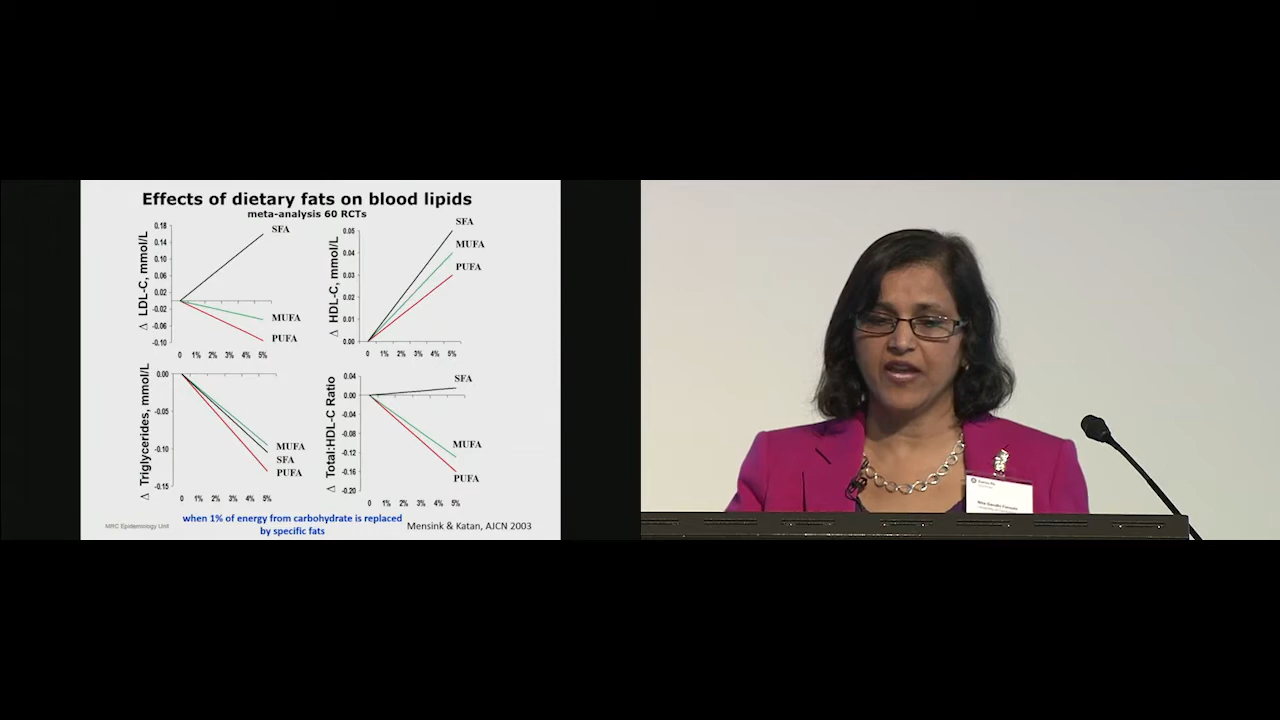 Effects of dietary fats on blood lipids
meta-analysis 60 RCTs
Δ LDL-C, mmol/L
0.18
0.14
0.10
0.06
0.02
-0.02
-0.06
-0.10
0 1% 2% 3% 4% 5%
SFA
MUFA
PUFA
Δ HDL-C, mmol/L
0.05
0.04
0.03
0.02
0.01
0.00
0 1% 2% 3% 4% 5%
SFA
MUFA
PUFA
Δ Triglycerides, mmol/L
0.00
-0.05
-0.10
-0.15
0 1% 2% 3% 4% 5%
MUFA
SFA
PUFA
Δ Total:HDL-C Ratio
0.04
0.00
-0.04
-0.08
-0.12
-0.16
-0.20
0 1% 2% 3% 4% 5%
SFA
MUFA
PUFA
MRC Epidemiology Unit
when 1% of energy from carbohydrate is replaced
by specific fats
Mensink & Katan, AJCN 2003